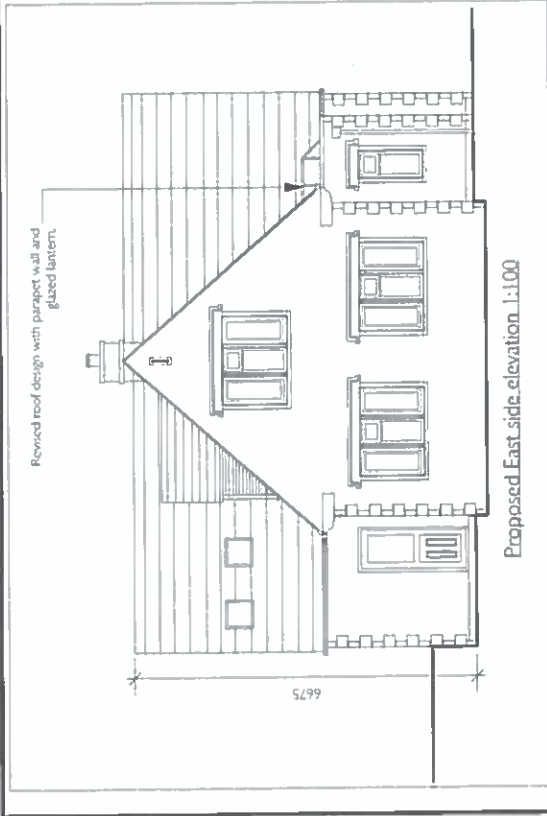 Revised roof design with parapet wall and
glazed lantern.
6675
Proposed East side elevation 1:100